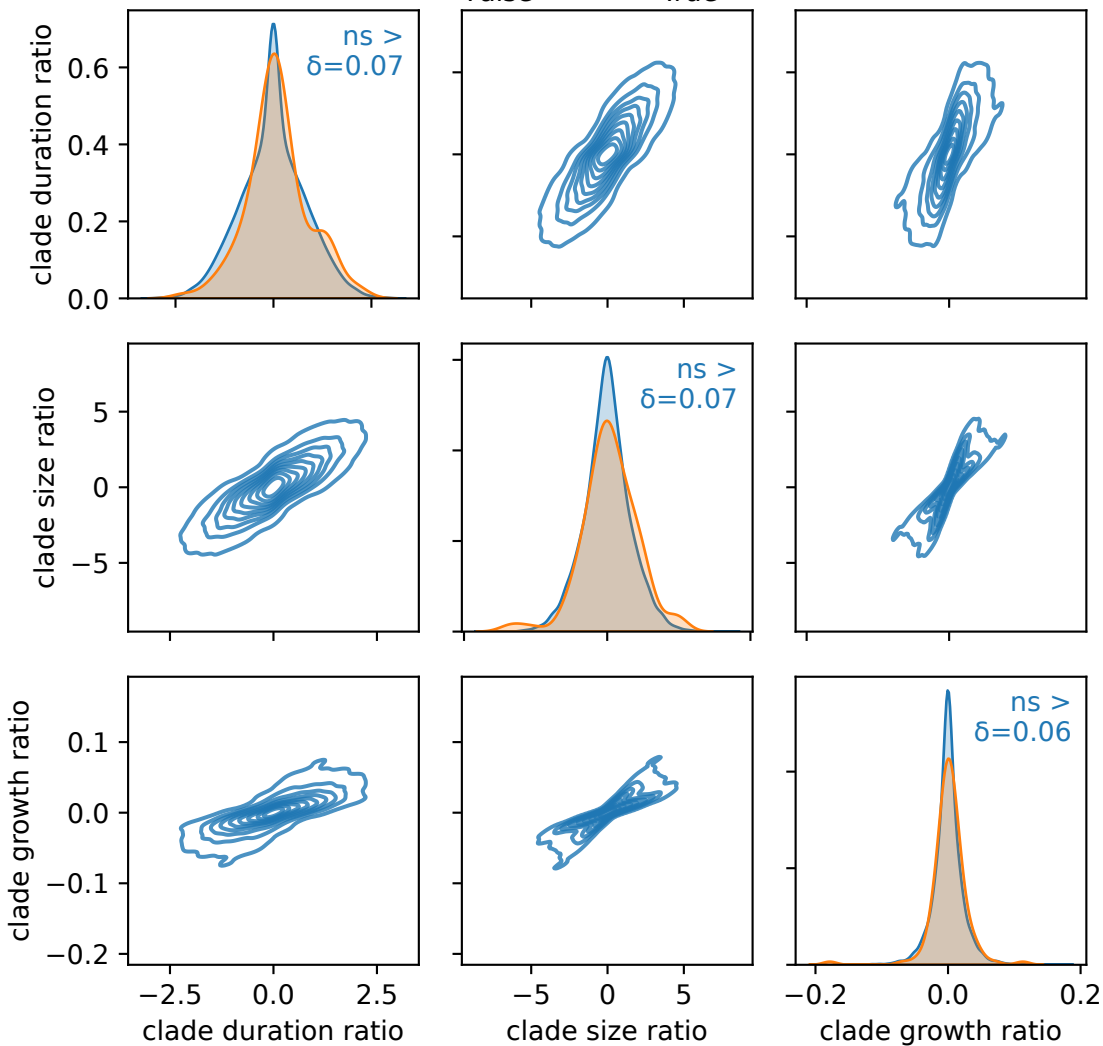 clade duration ratio
0.6
0.4
0.2
0.0
ns >
δ=0.07
clade size ratio
5
0
−5
ns >
δ=0.07
clade growth ratio
0.1
0.0
−0.1
−0.2
ns >
δ=0.06
−2.5 0.0 2.5
−5 0 5
−0.2 0.0 0.2
clade duration ratio
clade size ratio
clade growth ratio